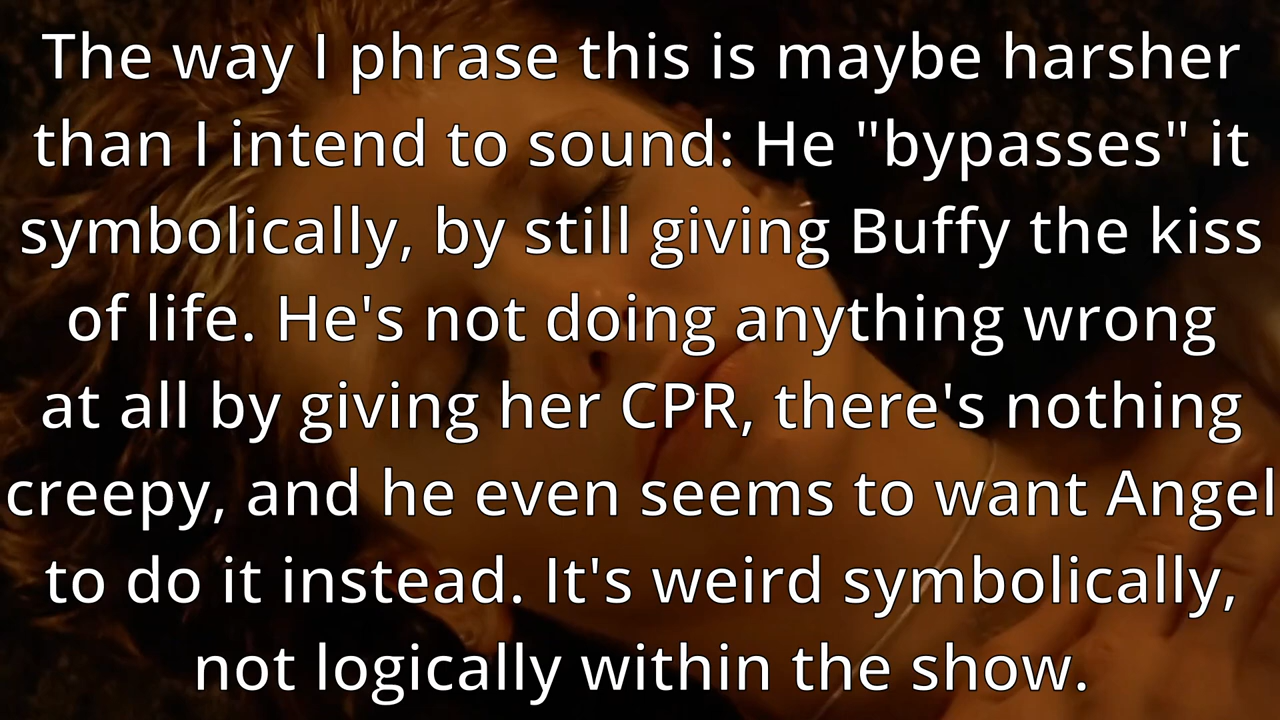 The way I phrase this is maybe harsher
than I intend to sound: He "bypasses" it
symbolically, by still giving Buffy the kiss
of life. He's not doing anything wrong
at all by giving her CPR, there's nothing
creepy, and he even seems to want Angel
to do it instead. It's weird symbolically,
not logically within the show.